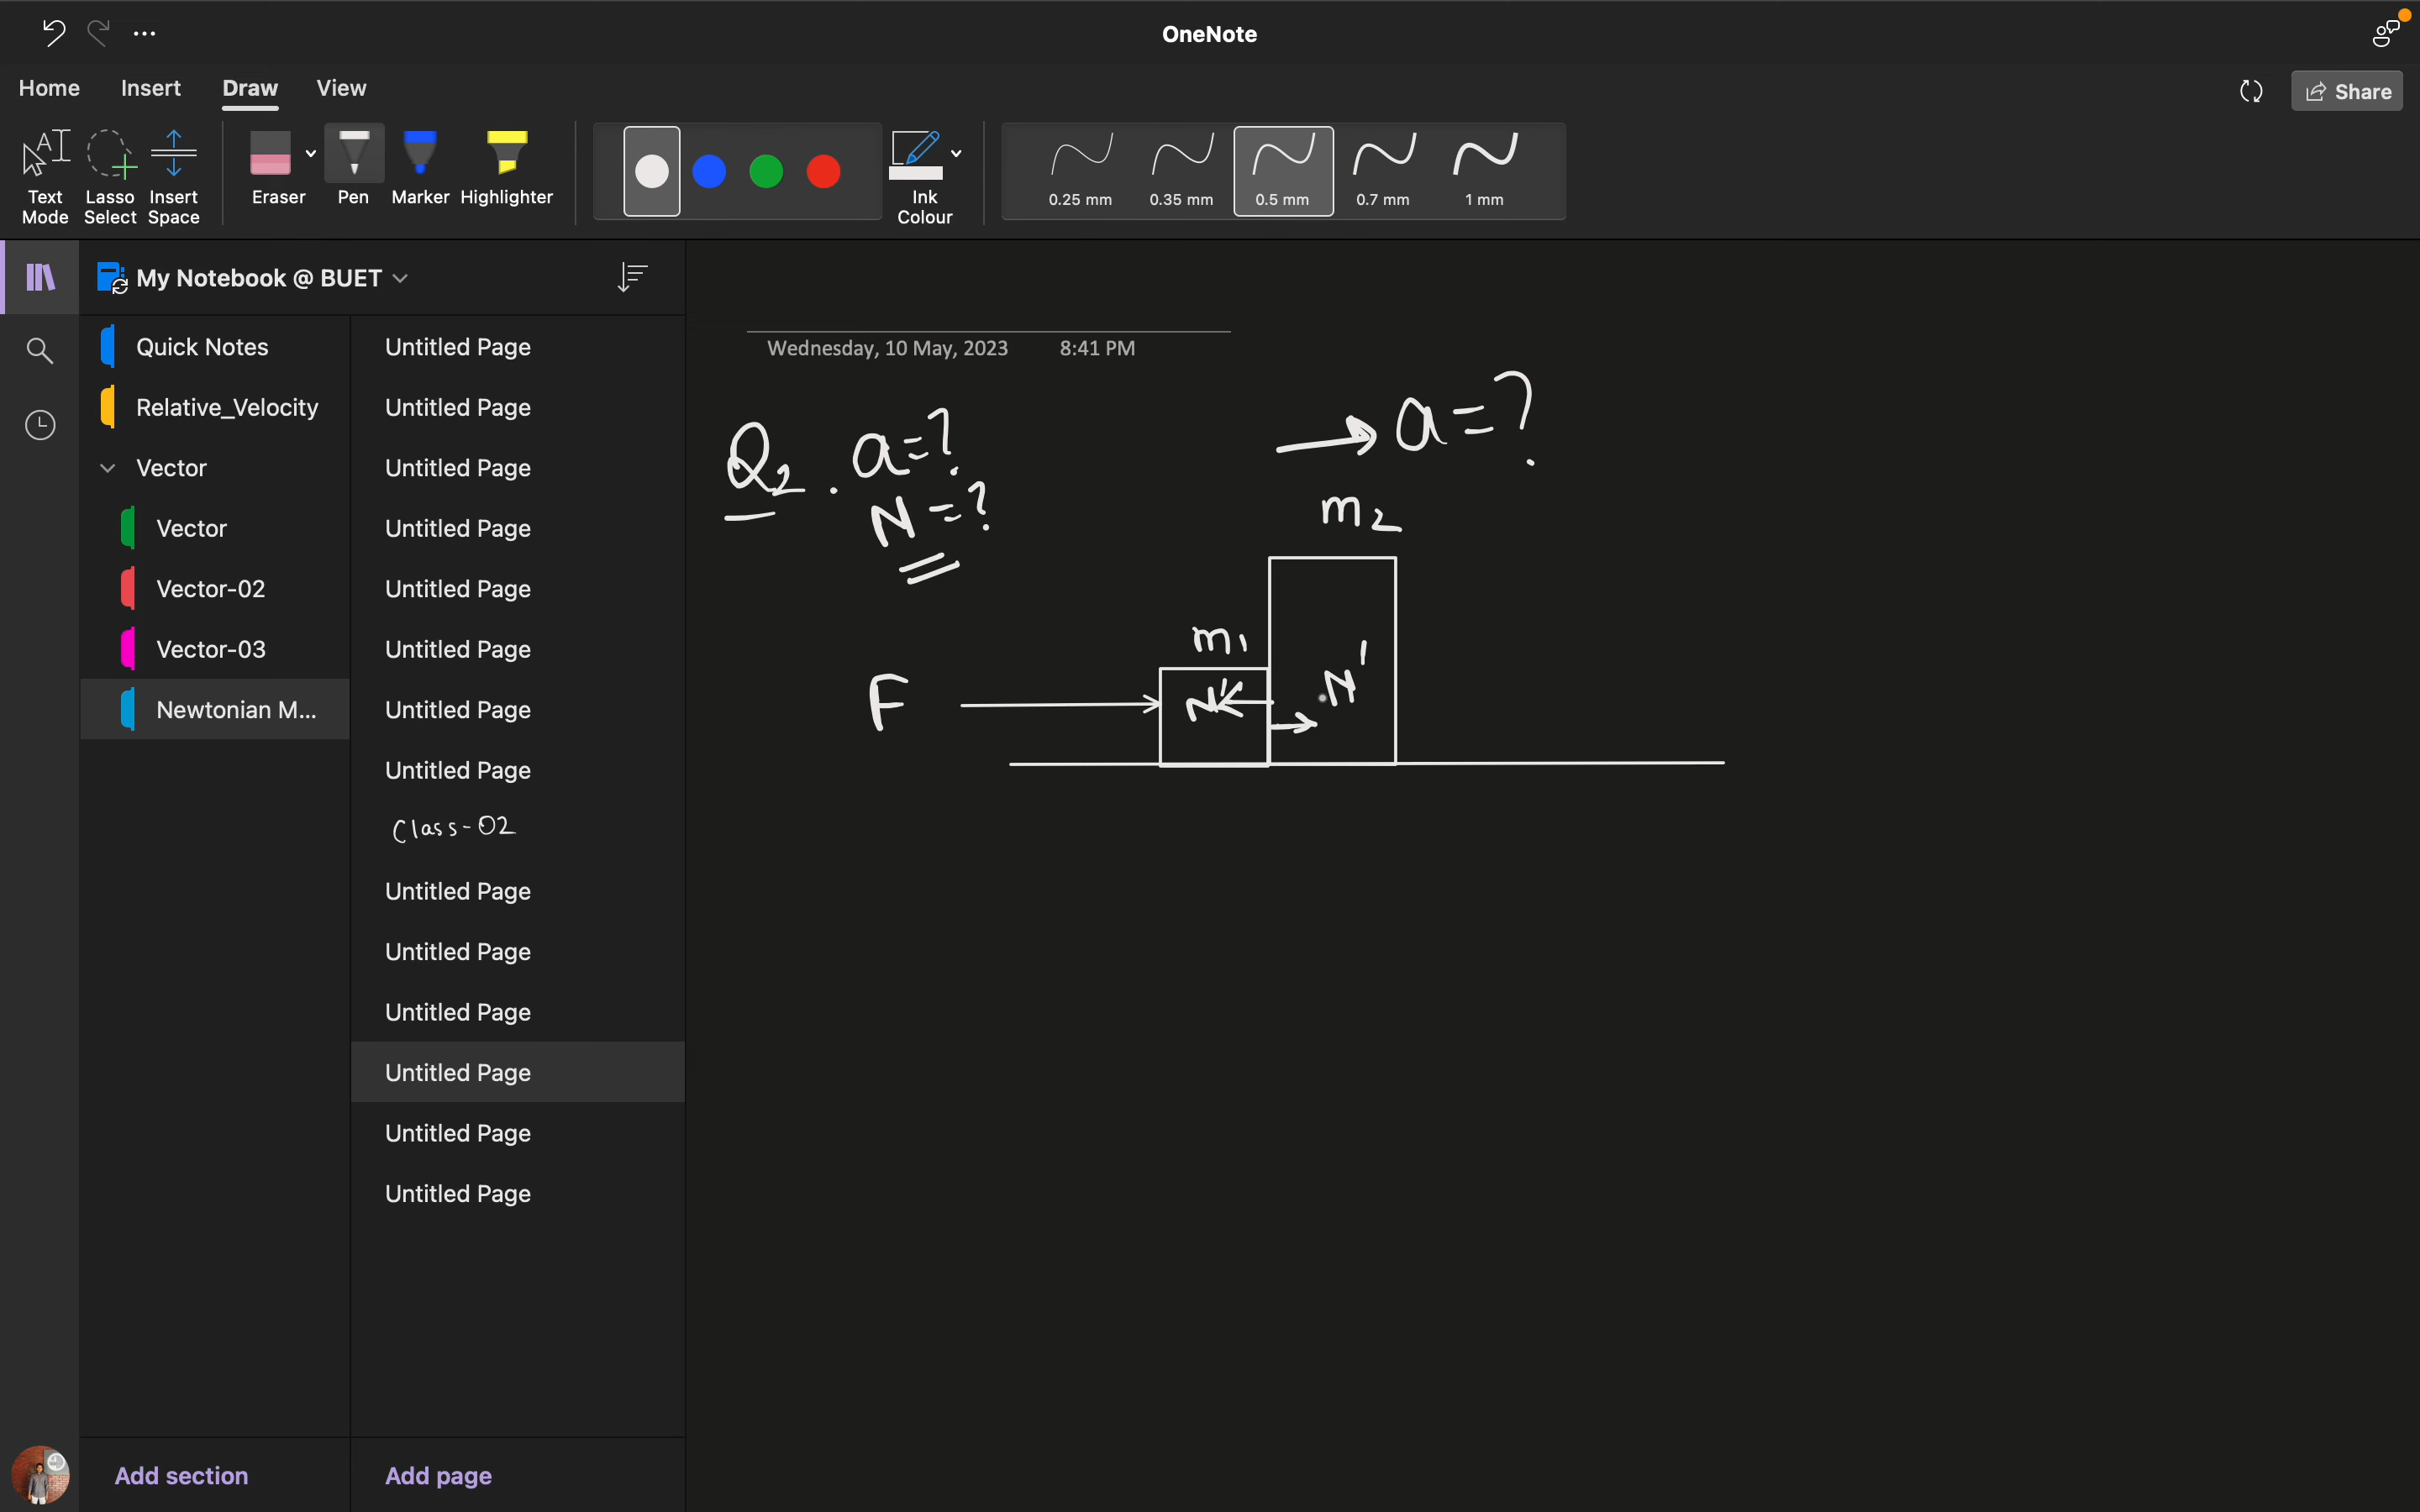 OneNote
Home Insert Draw View
Share
Text Mode
Lasso Select
Insert Space
Eraser
Pen
Marker
Highlighter
Ink Colour
0.25 mm
0.35 mm
0.5 mm
0.7 mm
1 mm
My Notebook @ BUET
Quick Notes
Relative_Velocity
Vector
Vector
Vector-02
Vector-03
Newtonian M...
Add section
Untitled Page
Untitled Page
Untitled Page
Untitled Page
Untitled Page
Untitled Page
Untitled Page
Untitled Page
Class-02
Untitled Page
Untitled Page
Untitled Page
Untitled Page
Untitled Page
Untitled Page
Add page
Wednesday, 10 May, 2023 8:41 PM
Q2. a=?
N=?
a=?
m2
m1
F
N'
N'